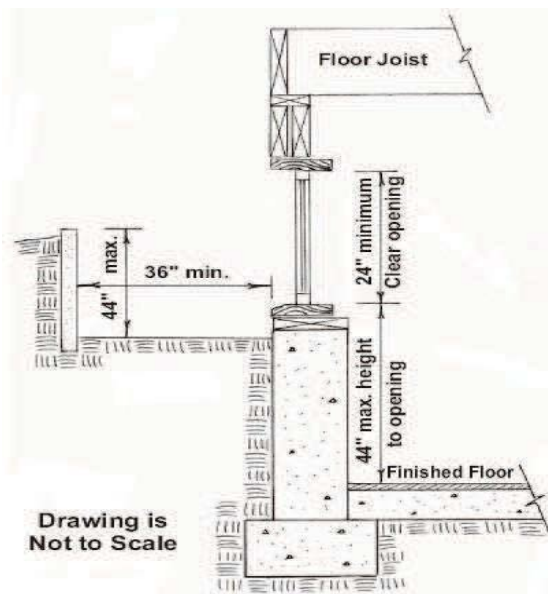 Floor Joist
24" minimum
Clear opening
44" max.
36" min.
44" max. height
to opening
Finished Floor
Drawing is
Not to Scale